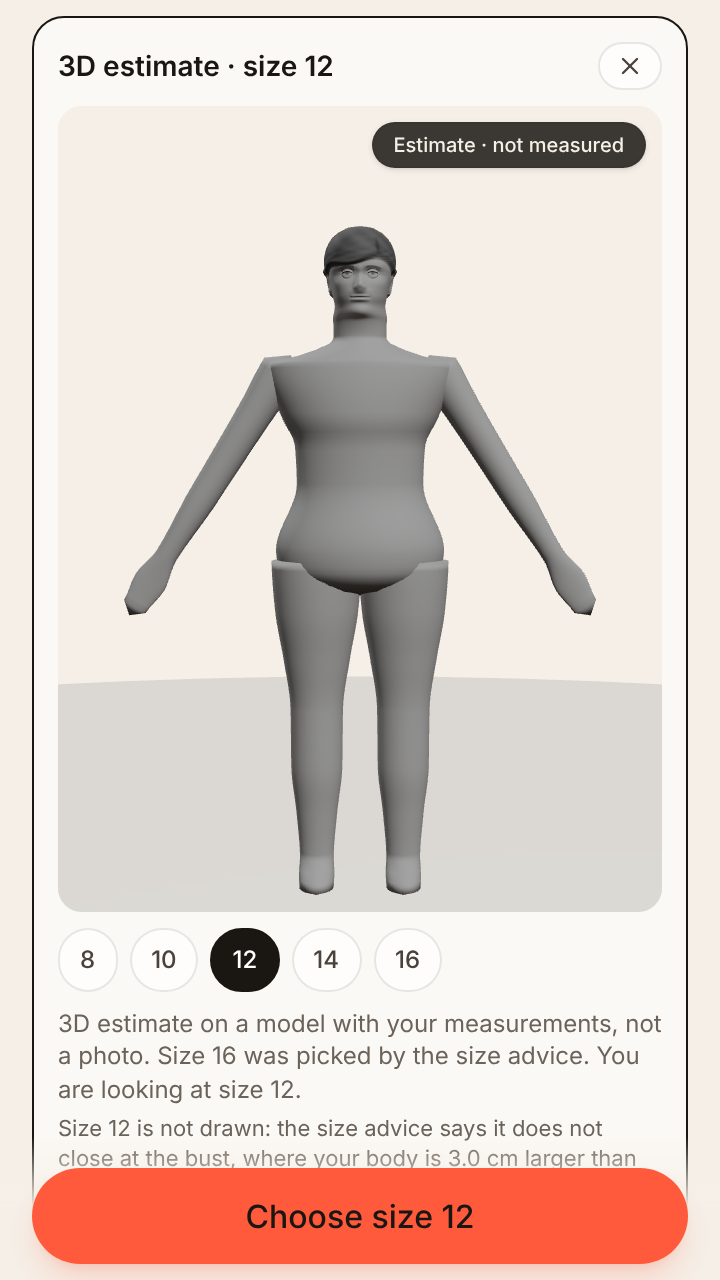 3D estimate · size 12
Estimate · not measured
8 10 12 14 16
3D estimate on a model with your measurements, not
a photo. Size 16 was picked by the size advice. You
are looking at size 12.
Size 12 is not drawn: the size advice says it does not
close at the bust, where your body is 3.0 cm larger than
Choose size 12